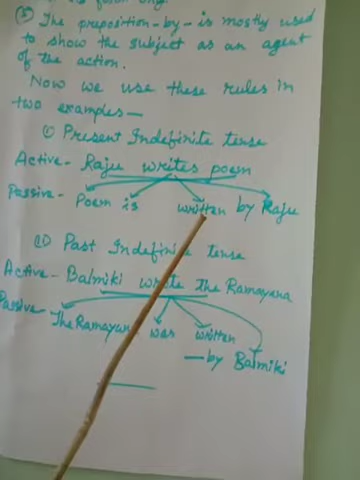 (3) The preposition-by-is mostly used
to show the subject as an agent
of the action.
Now we use these rules in
two examples—
(i) Present Indefinite tense
Active- Raju writes poem
Passive- Poem is written by Raju
(ii) Past Indefinite tense
Active- Balmiki wrote the Ramayana
Passive- The Ramayan was written
—by Balmiki